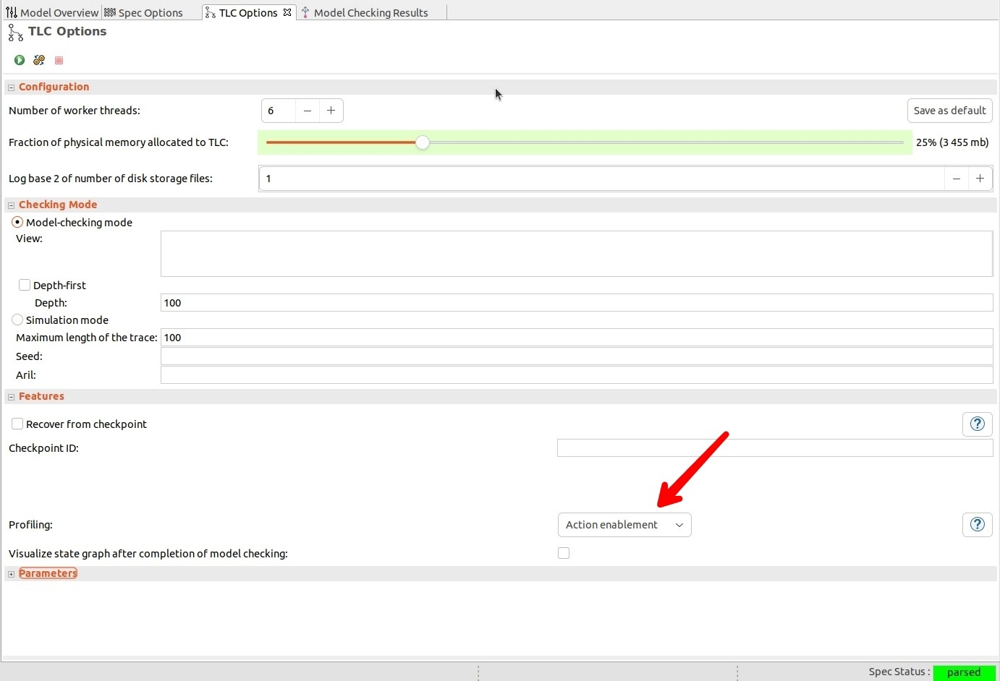 Model Overview Spec Options TLC Options Model Checking Results
TLC Options
Configuration
Number of worker threads: 6 − + Save as default
Fraction of physical memory allocated to TLC: 25% (3 455 mb)
Log base 2 of number of disk storage files: 1 − +
Checking Mode
Model-checking mode
View:
Depth-first
Depth: 100
Simulation mode
Maximum length of the trace: 100
Seed:
Aril:
Features
Recover from checkpoint ?
Checkpoint ID:
Profiling: Action enablement ?
Visualize state graph after completion of model checking:
Parameters
Spec Status : parsed